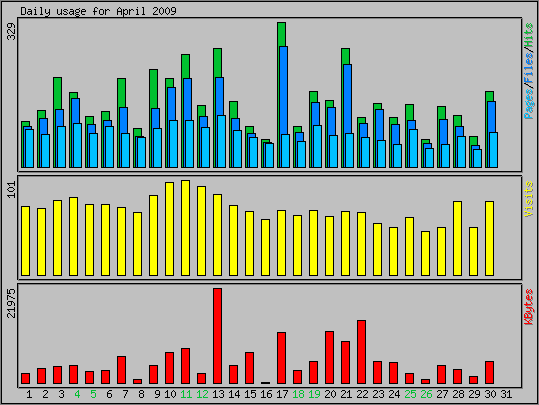 Daily usage for April 2009
329
Pages/Files/Hits
101
Visits
21975
KBytes
1 2 3 4 5 6 7 8 9 10 11 12 13 14 15 16 17 18 19 20 21 22 23 24 25 26 27 28 29 30 31